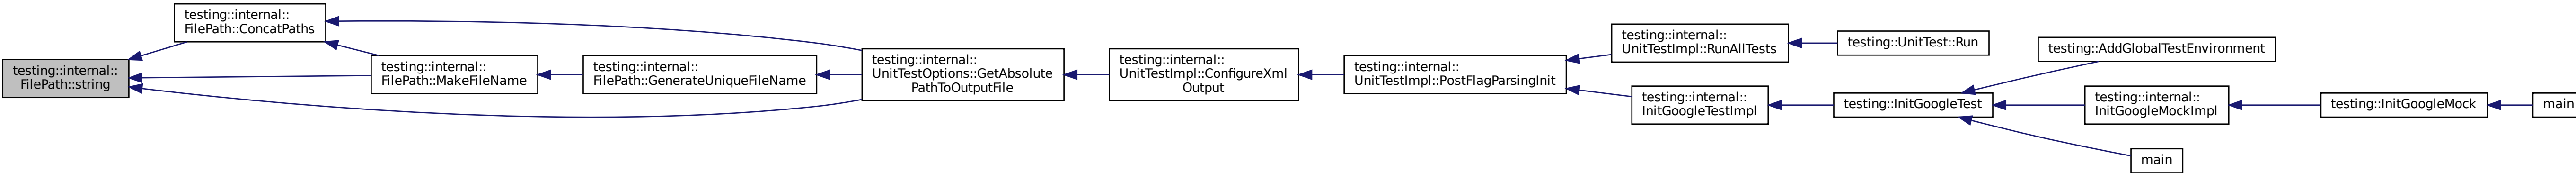 testing::internal::
FilePath::string
testing::internal::
FilePath::ConcatPaths
testing::internal::
FilePath::MakeFileName
testing::internal::
FilePath::GenerateUniqueFileName
testing::internal::
UnitTestOptions::GetAbsolute
PathToOutputFile
testing::internal::
UnitTestImpl::ConfigureXml
Output
testing::internal::
UnitTestImpl::PostFlagParsingInit
testing::internal::
UnitTestImpl::RunAllTests
testing::UnitTest::Run
testing::internal::
InitGoogleTestImpl
testing::InitGoogleTest
testing::AddGlobalTestEnvironment
testing::internal::
InitGoogleMockImpl
testing::InitGoogleMock
main
main